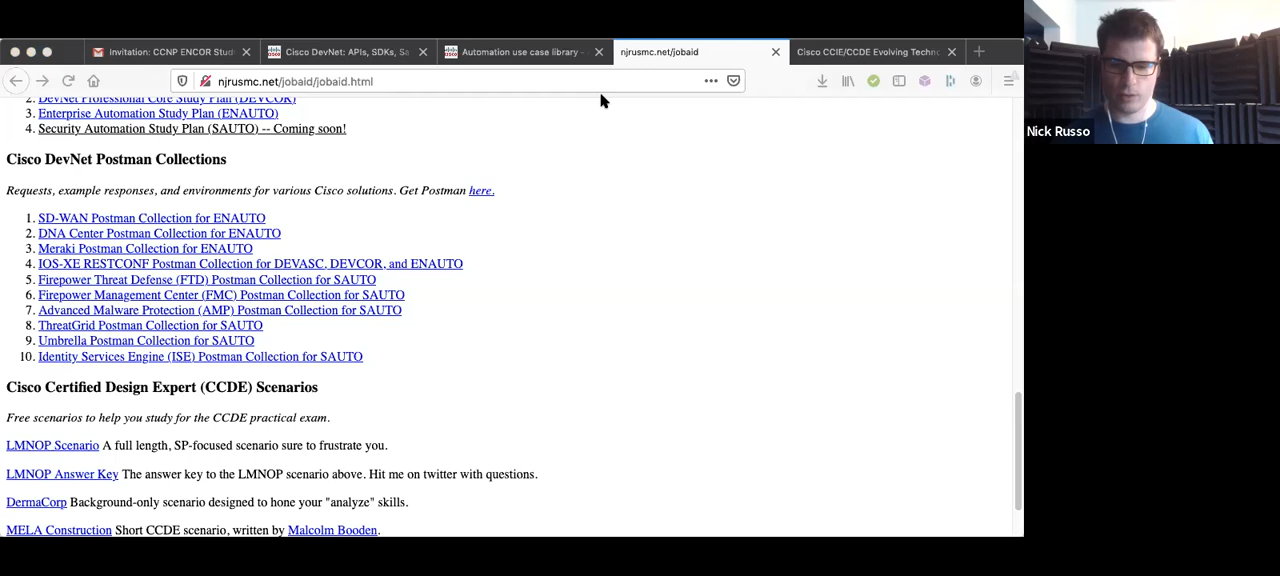 Invitation: CCNP ENCOR Stud
Cisco DevNet: APIs, SDKs, Sa
Automation use case library -
njrusmc.net/jobaid
Cisco CCIE/CCDE Evolving Techn
njrusmc.net/jobaid/jobaid.html
Nick Russo
2. DevNet Professional Core Study Plan (DEVCOR)
3. Enterprise Automation Study Plan (ENAUTO)
4. Security Automation Study Plan (SAUTO) -- Coming soon!
Cisco DevNet Postman Collections
Requests, example responses, and environments for various Cisco solutions. Get Postman here.
1. SD-WAN Postman Collection for ENAUTO
2. DNA Center Postman Collection for ENAUTO
3. Meraki Postman Collection for ENAUTO
4. IOS-XE RESTCONF Postman Collection for DEVASC, DEVCOR, and ENAUTO
5. Firepower Threat Defense (FTD) Postman Collection for SAUTO
6. Firepower Management Center (FMC) Postman Collection for SAUTO
7. Advanced Malware Protection (AMP) Postman Collection for SAUTO
8. ThreatGrid Postman Collection for SAUTO
9. Umbrella Postman Collection for SAUTO
10. Identity Services Engine (ISE) Postman Collection for SAUTO
Cisco Certified Design Expert (CCDE) Scenarios
Free scenarios to help you study for the CCDE practical exam.
LMNOP Scenario A full length, SP-focused scenario sure to frustrate you.
LMNOP Answer Key The answer key to the LMNOP scenario above. Hit me on twitter with questions.
DermaCorp Background-only scenario designed to hone your "analyze" skills.
MELA Construction Short CCDE scenario, written by Malcolm Booden.